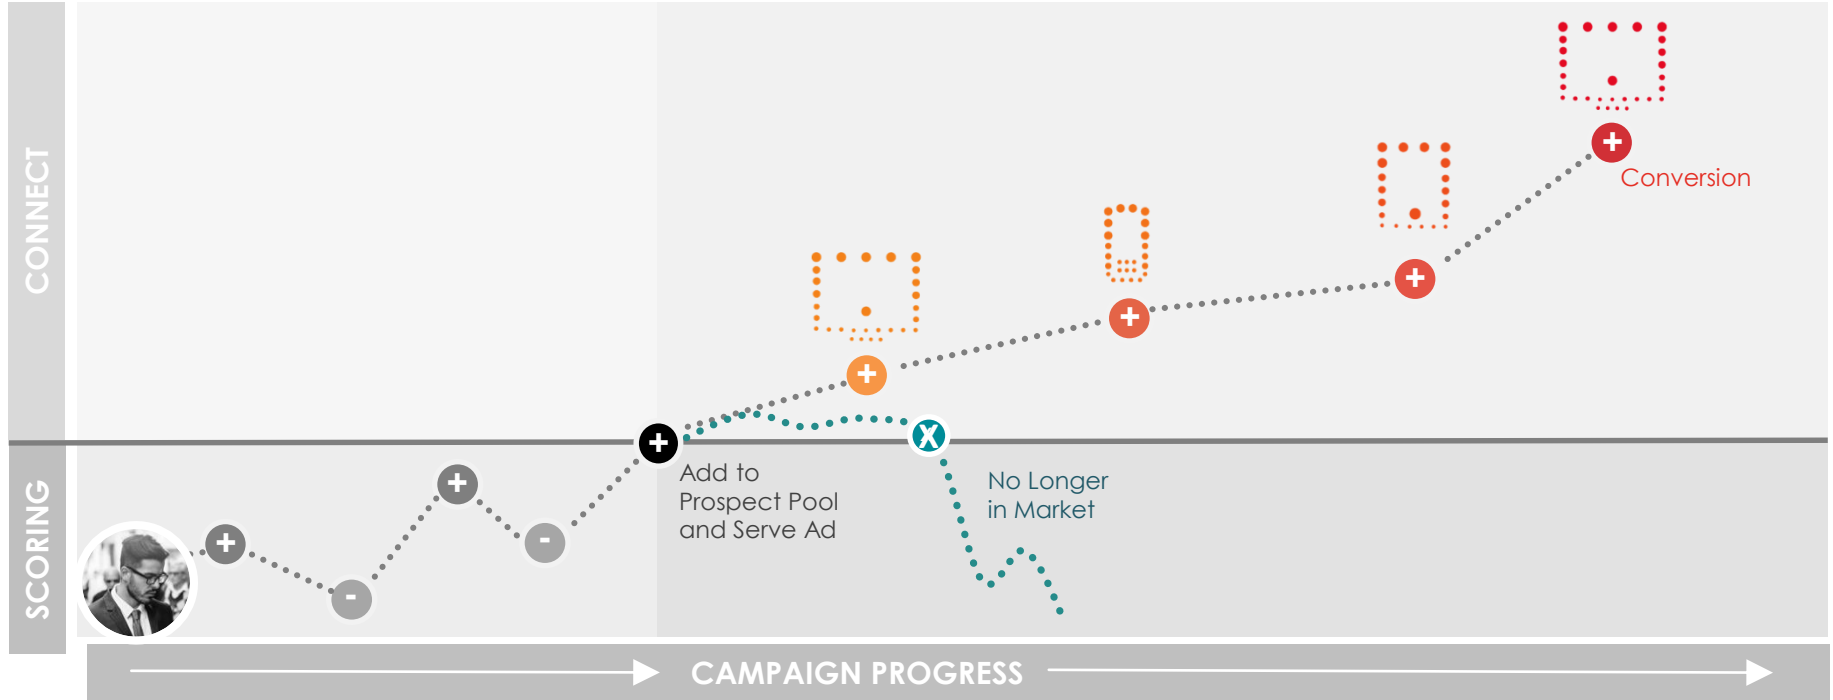 CONNECT
SCORING
+
-
+
-
+
Add to
Prospect Pool
and Serve Ad
+
+
+
+
Conversion
X
No Longer
in Market
CAMPAIGN PROGRESS